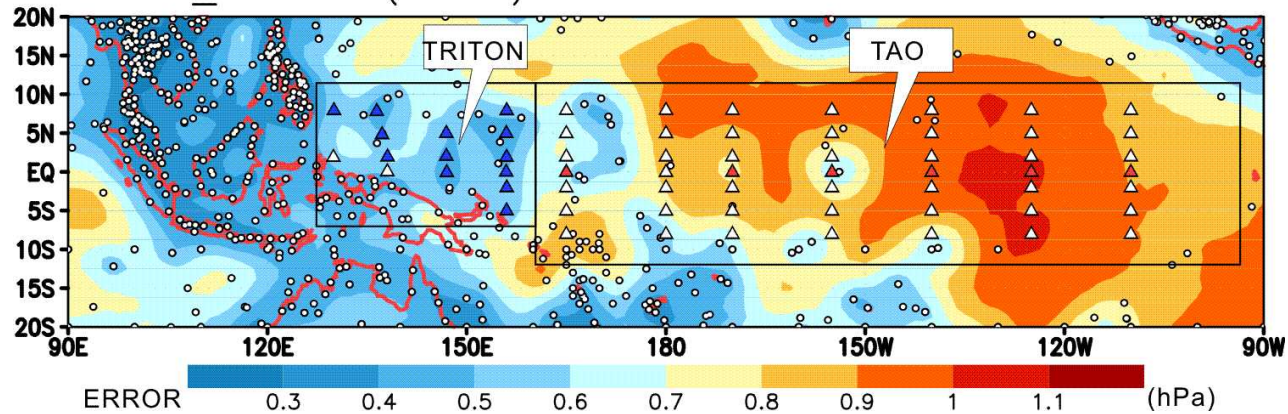 20N
15N
10N
5N
EQ
5S
10S
15S
20S
TRITON
TAO
90E 120E 150E 180 150W 120W 90W
ERROR 0.3 0.4 0.5 0.6 0.7 0.8 0.9 1 1.1 (hPa)